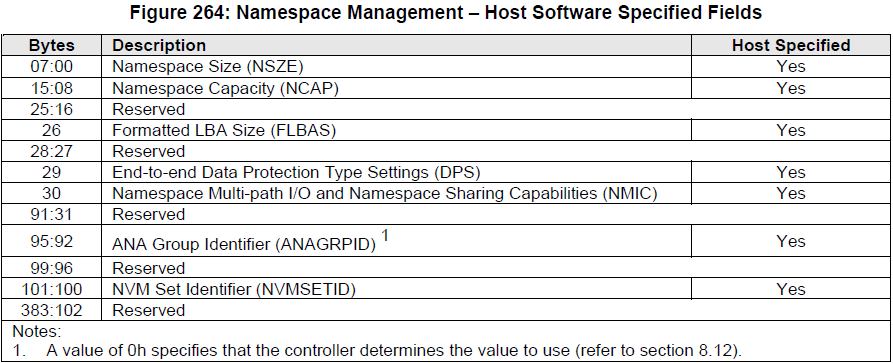 Figure 264: Namespace Management – Host Software Specified Fields
Bytes Description Host Specified
07:00 Namespace Size (NSZE) Yes
15:08 Namespace Capacity (NCAP) Yes
25:16 Reserved
26 Formatted LBA Size (FLBAS) Yes
28:27 Reserved
29 End-to-end Data Protection Type Settings (DPS) Yes
30 Namespace Multi-path I/O and Namespace Sharing Capabilities (NMIC) Yes
91:31 Reserved
95:92 ANA Group Identifier (ANAGRPID) 1 Yes
99:96 Reserved
101:100 NVM Set Identifier (NVMSETID) Yes
383:102 Reserved
Notes:
1. A value of 0h specifies that the controller determines the value to use (refer to section 8.12).